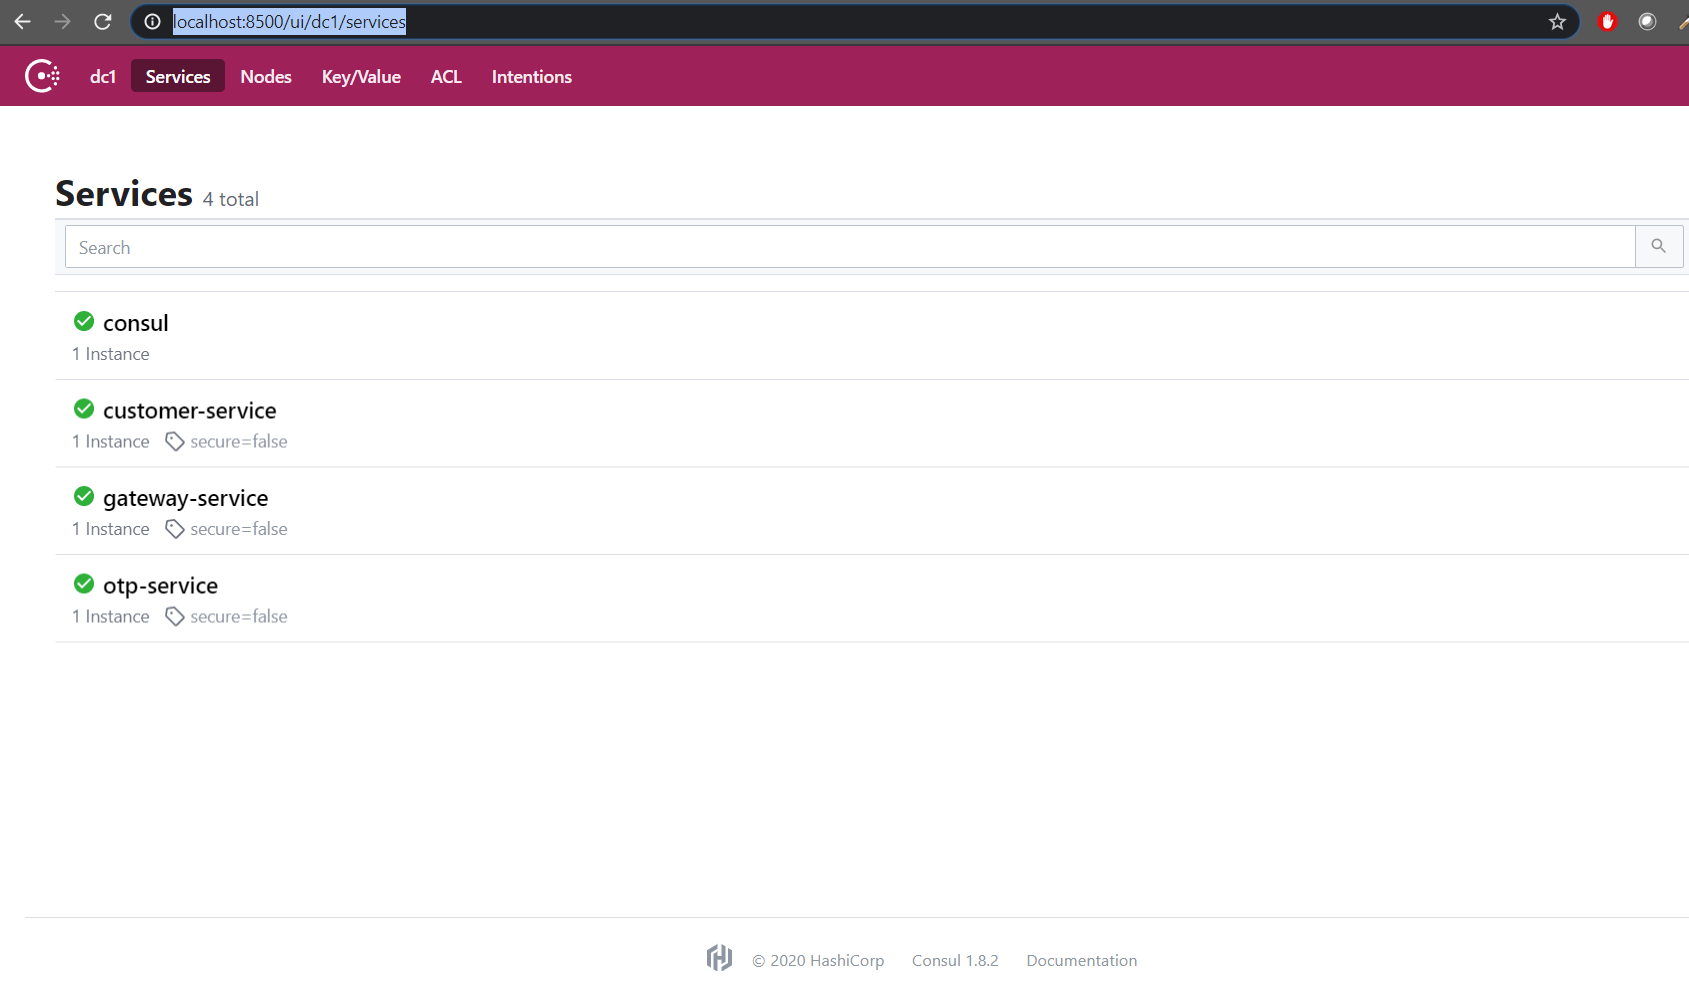 localhost:8500/ui/dc1/services
dc1 Services Nodes Key/Value ACL Intentions
Services 4 total
Search
consul
1 Instance
customer-service
1 Instance secure=false
gateway-service
1 Instance secure=false
otp-service
1 Instance secure=false
© 2020 HashiCorp Consul 1.8.2 Documentation